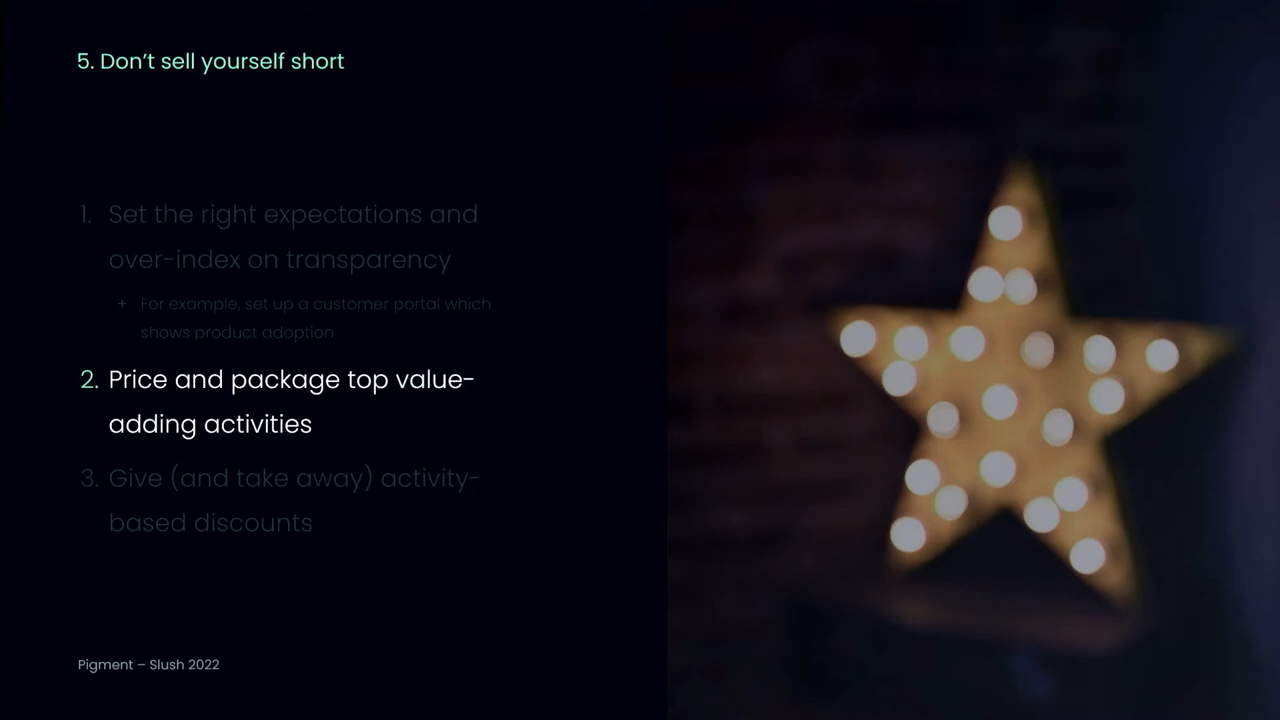 5. Don’t sell yourself short
1. Set the right expectations and
over-index on transparency
+ For example, set up a customer portal which
shows product adoption
2. Price and package top value-
adding activities
3. Give (and take away) activity-
based discounts
Pigment – Slush 2022